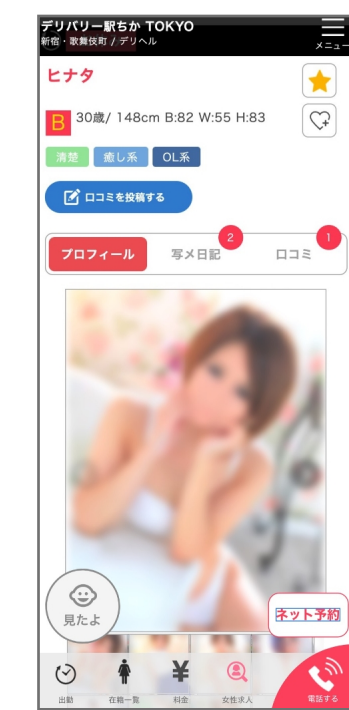 デリバリー駅ちか TOKYO
新宿・歌舞伎町 / デリヘル
メニュー
ヒナタ
B 30歳/ 148cm B:82 W:55 H:83
清楚 癒し系 OL系
口コミを投稿する
プロフィール 写メ日記 2 口コミ 1
見たよ
ネット予約
出勤 在籍一覧 料金 女性求人 電話する